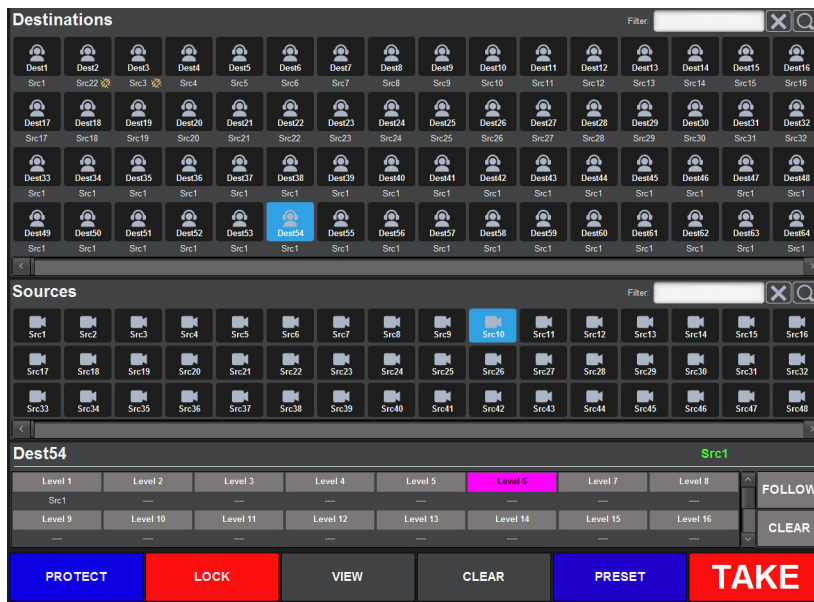 Destinations Filter:
Dest1 Dest2 Dest3 Dest4 Dest5 Dest6 Dest7 Dest8 Dest9 Dest10 Dest11 Dest12 Dest13 Dest14 Dest15 Dest16
Src1 Src22 Src3 Src4 Src5 Src6 Src7 Src8 Src9 Src10 Src11 Src12 Src13 Src14 Src15 Src16
Dest17 Dest18 Dest19 Dest20 Dest21 Dest22 Dest23 Dest24 Dest25 Dest26 Dest27 Dest28 Dest29 Dest30 Dest31 Dest32
Src17 Src18 Src19 Src20 Src21 Src22 Src23 Src24 Src25 Src26 Src27 Src28 Src29 Src30 Src31 Src32
Dest33 Dest34 Dest35 Dest36 Dest37 Dest38 Dest39 Dest40 Dest41 Dest42 Dest43 Dest44 Dest45 Dest46 Dest47 Dest48
Src1 Src1 Src1 Src1 Src1 Src1 Src1 Src1 Src1 Src1 Src1 Src1 Src1 Src1 Src1 Src1
Dest49 Dest50 Dest51 Dest52 Dest53 Dest54 Dest55 Dest56 Dest57 Dest58 Dest59 Dest60 Dest61 Dest62 Dest63 Dest64
Src1 Src1 Src1 Src1 Src1 Src1 Src1 Src1 Src1 Src1 Src1 Src1 Src1 Src1 Src1 Src1
Sources Filter:
Src1 Src2 Src3 Src4 Src5 Src6 Src7 Src8 Src9 Src10 Src11 Src12 Src13 Src14 Src15 Src16
Src17 Src18 Src19 Src20 Src21 Src22 Src23 Src24 Src25 Src26 Src27 Src28 Src29 Src30 Src31 Src32
Src33 Src34 Src35 Src36 Src37 Src38 Src39 Src40 Src41 Src42 Src43 Src44 Src45 Src46 Src47 Src48
Dest54 Src1
Level 1 Level 2 Level 3 Level 4 Level 5 Level 6 Level 7 Level 8
Src1 ---- ---- ---- ---- ---- ---- ----
FOLLOW
Level 9 Level 10 Level 11 Level 12 Level 13 Level 14 Level 15 Level 16
---- ---- ---- ---- ---- ---- ---- ----
CLEAR
PROTECT LOCK VIEW CLEAR PRESET TAKE